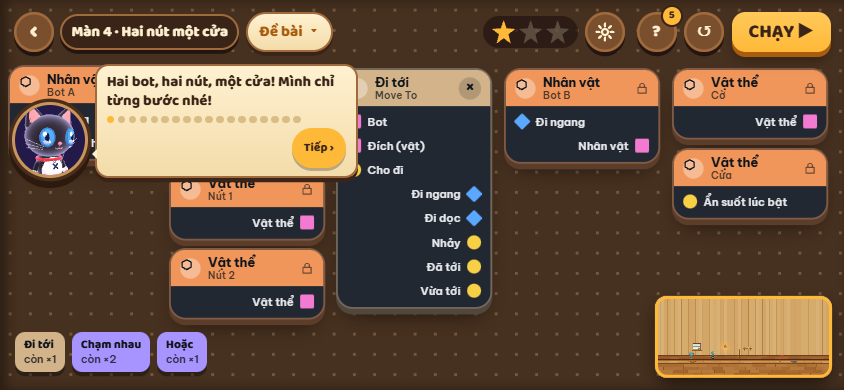 Màn 4 · Hai nút một cửa
Đề bài
?
5
CHẠY
Hai bot, hai nút, một cửa! Mình chỉ
từng bước nhé!
Tiếp ›
Bot A
Vật thể
Nút 1
Vật thể
Vật thể
Nút 2
Vật thể
Đi tới
Move To
Bot
Đích (vật)
Cho đi
Đi ngang
Đi dọc
Nhảy
Đã tới
Vừa tới
Nhân vật
Bot B
Đi ngang
Nhân vật
Vật thể
Cờ
Vật thể
Vật thể
Cửa
Ẩn suốt lúc bật
Đi tới
còn ×1
Chạm nhau
còn ×2
Hoặc
còn ×1